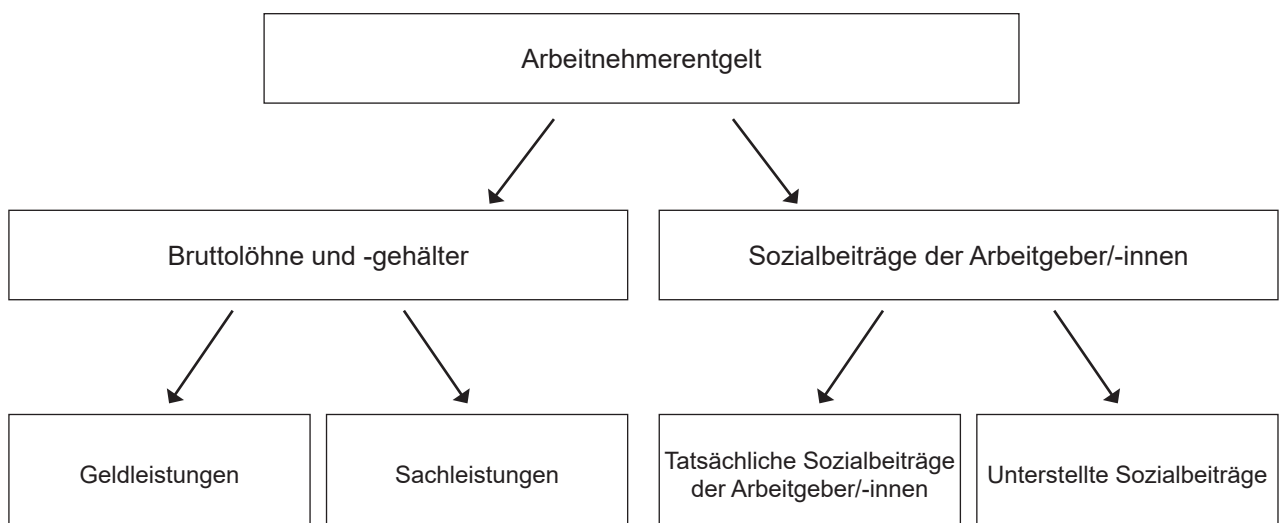 Arbeitnehmerentgelt
Bruttolöhne und -gehälter
Sozialbeiträge der Arbeitgeber/-innen
Geldleistungen
Sachleistungen
Tatsächliche Sozialbeiträge
der Arbeitgeber/-innen
Unterstellte Sozialbeiträge